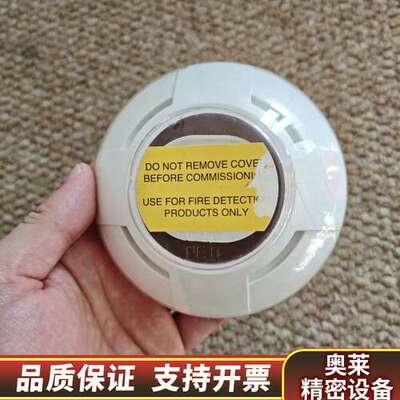 DO NOT REMOVE COVE
BEFORE COMMISSIONI
USE FOR FIRE DETECTIO
PRODUCTS ONLY
品质保证 支持开票
奥莱
精密设备